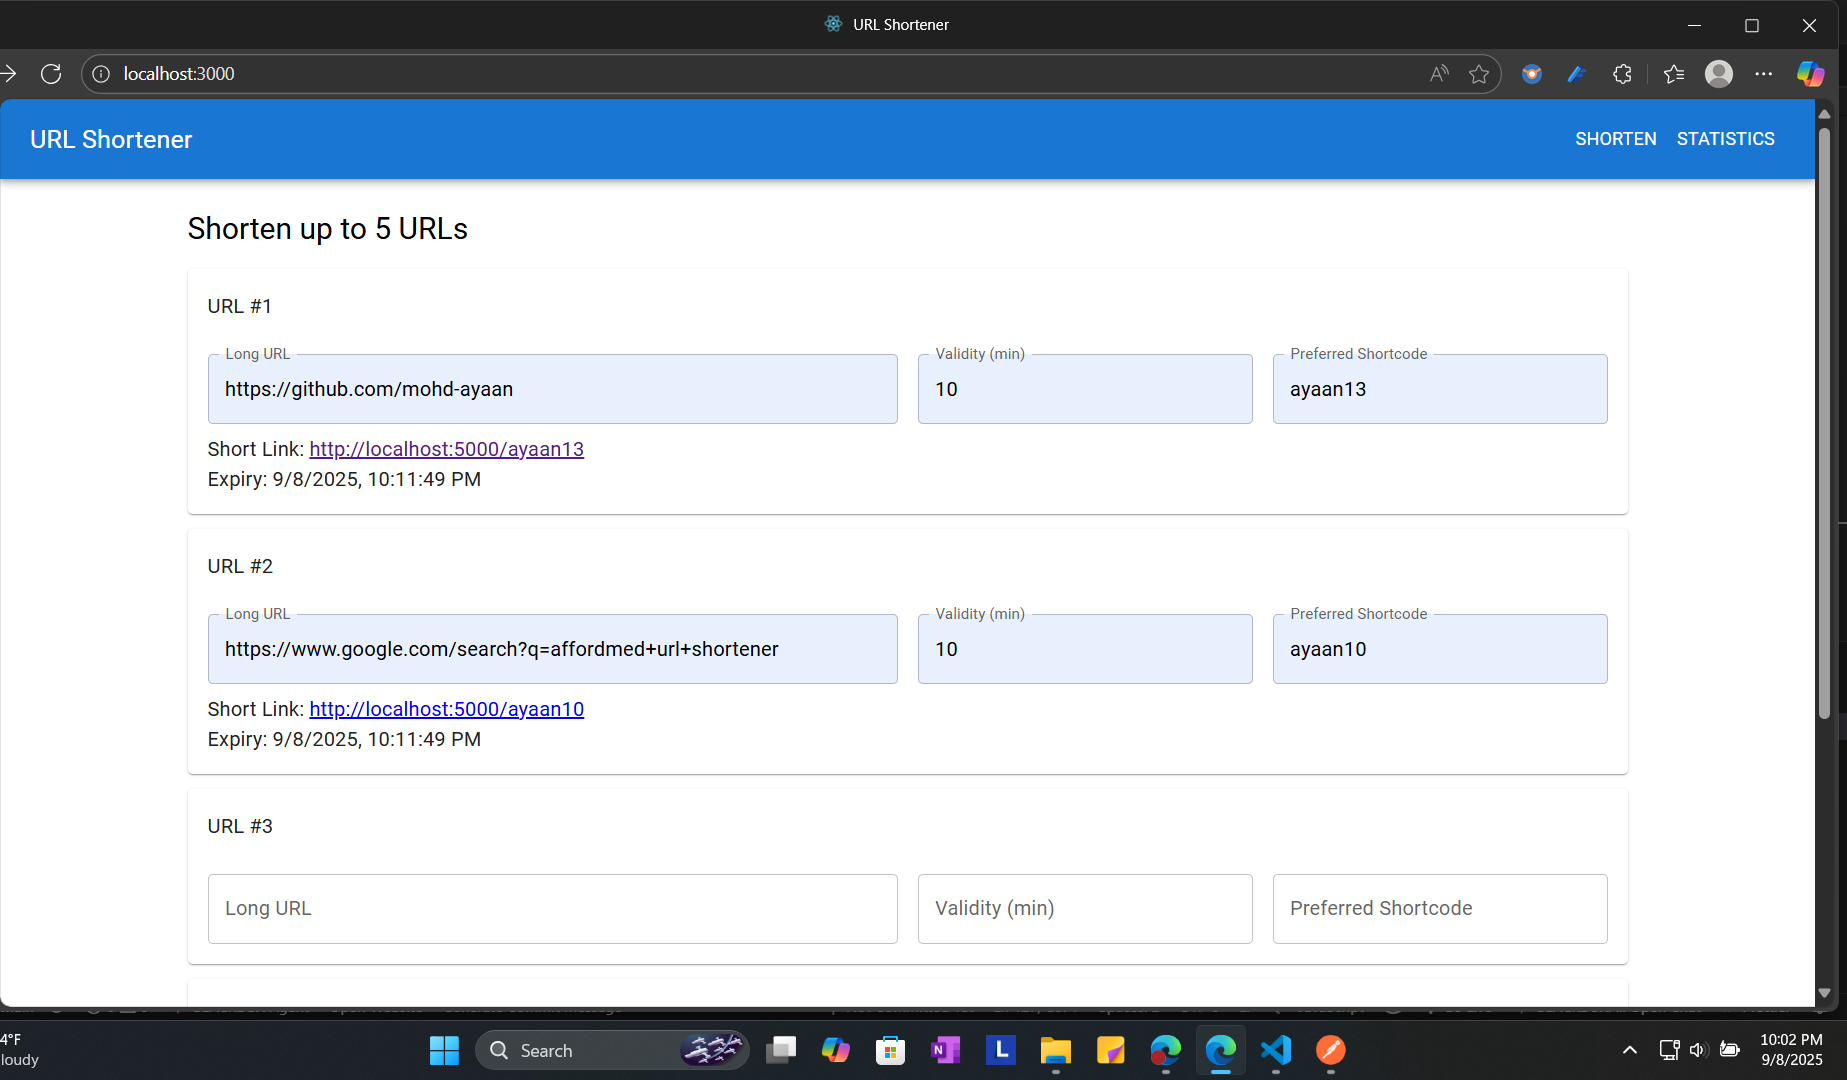 URL Shortener
localhost:3000
URL Shortener
SHORTEN
STATISTICS
Shorten up to 5 URLs
URL #1
Long URL
Validity (min)
Preferred Shortcode
https://github.com/mohd-ayaan
10
ayaan13
Short Link: http://localhost:5000/ayaan13
Expiry: 9/8/2025, 10:11:49 PM
URL #2
Long URL
Validity (min)
Preferred Shortcode
https://www.google.com/search?q=affordmed+url+shortener
10
ayaan10
Short Link: http://localhost:5000/ayaan10
Expiry: 9/8/2025, 10:11:49 PM
URL #3
Long URL
Validity (min)
Preferred Shortcode
4°F
loudy
Search
10:02 PM
9/8/2025